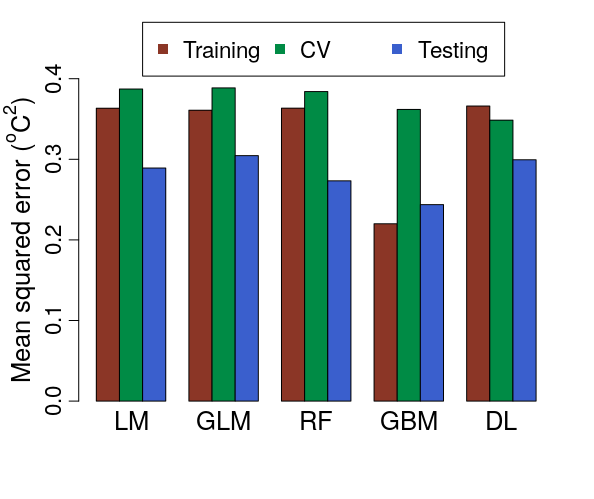 Training CV Testing
Mean squared error (°C²)
0.4
0.3
0.2
0.1
0.0
LM GLM RF GBM DL